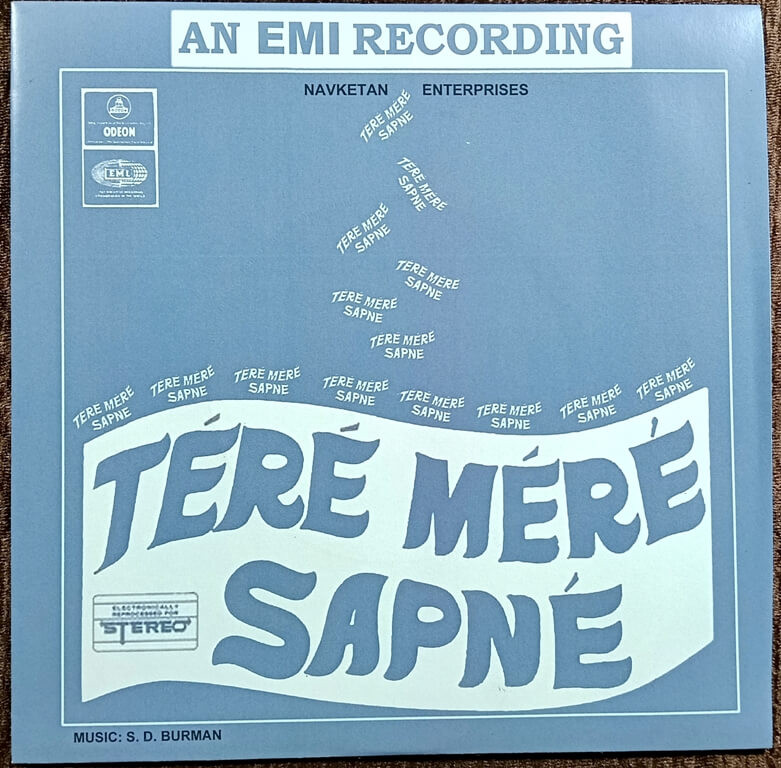 AN EMI RECORDING
NAVKETAN ENTERPRISES
ODEON
EMI
TERE MERE
SAPNE
TERE MERE
SAPNE
TERE MERE
SAPNE
TERE MERE
SAPNE
TERE MERE
SAPNE
TERE MERE
SAPNE
TERE MERE
SAPNE
TERE MERE
SAPNE
TERE MERE
SAPNE
TERE MERE
SAPNE
TERE MERE
SAPNE
TERE MERE
SAPNE
TERE MERE
SAPNE
TERE MERE
SAPNE
TÉRÉ MÉRÉ
SAPNÉ
ELECTRONICALLY
REPROCESSED FOR
STEREO
MUSIC: S. D. BURMAN